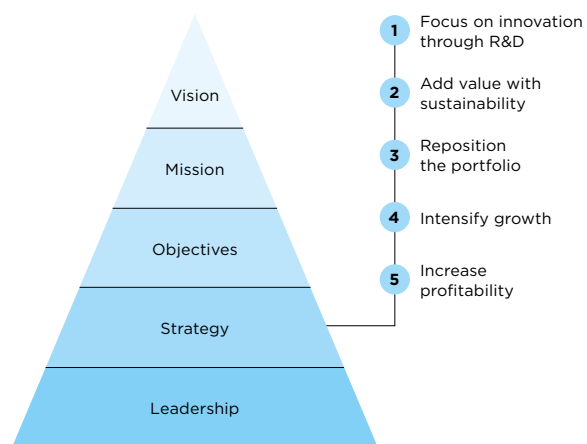 Vision
Mission
Objectives
Strategy
Leadership
1
Focus on innovation
through R&D
2
Add value with
sustainability
3
Reposition
the portfolio
4
Intensify growth
5
Increase
profitability